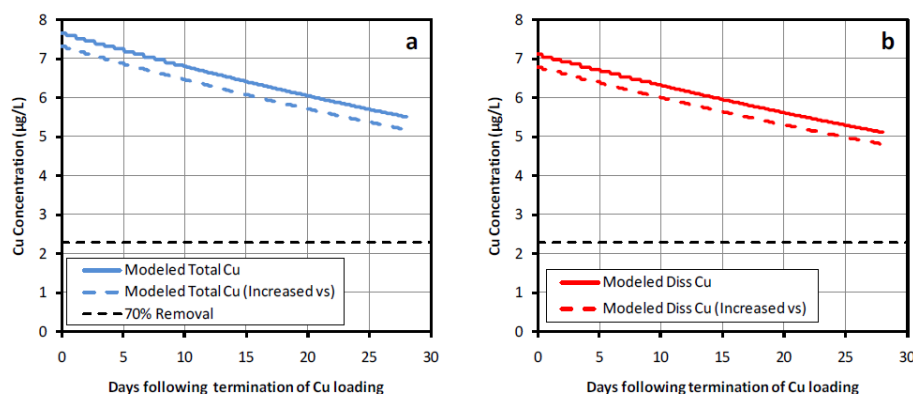 a
8
7
6
5
4
3
2
1
0
Cu Concentration (µg/L)
Modeled Total Cu
Modeled Total Cu (Increased vs)
70% Removal
0 5 10 15 20 25 30
Days following termination of Cu loading
b
8
7
6
5
4
3
2
1
0
Cu Concentration (µg/L)
Modeled Diss Cu
Modeled Diss Cu (Increased vs)
0 5 10 15 20 25 30
Days following termination of Cu loading